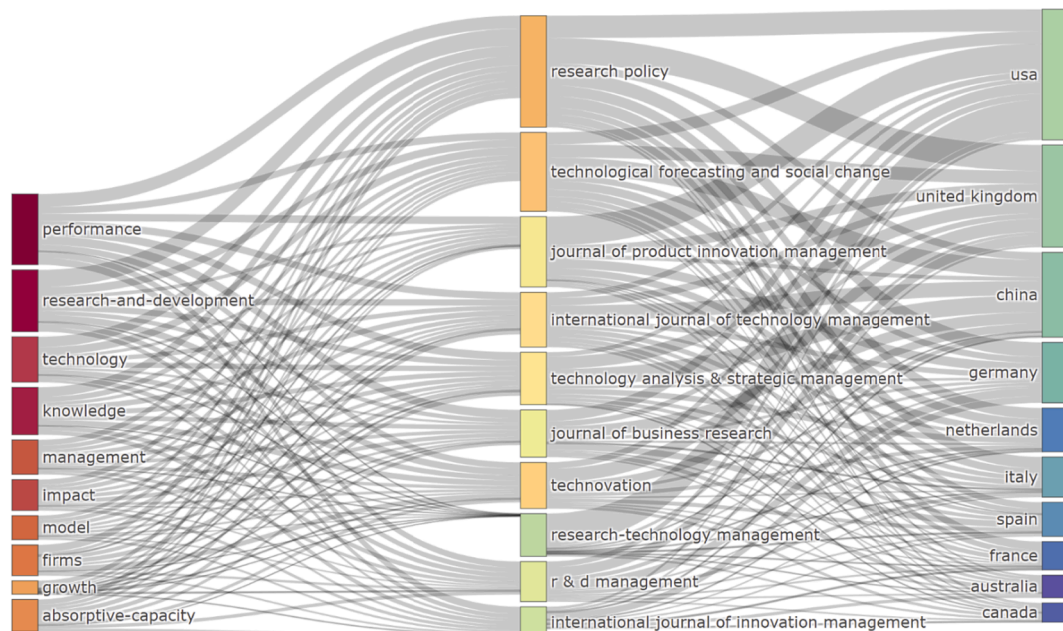 performance
research-and-development
technology
knowledge
management
impact
model
firms
growth
absorptive-capacity
research policy
technological forecasting and social change
journal of product innovation management
international journal of technology management
technology analysis & strategic management
journal of business research
technovation
research-technology management
r & d management
international journal of innovation management
usa
united kingdom
china
germany
netherlands
italy
spain
france
australia
canada